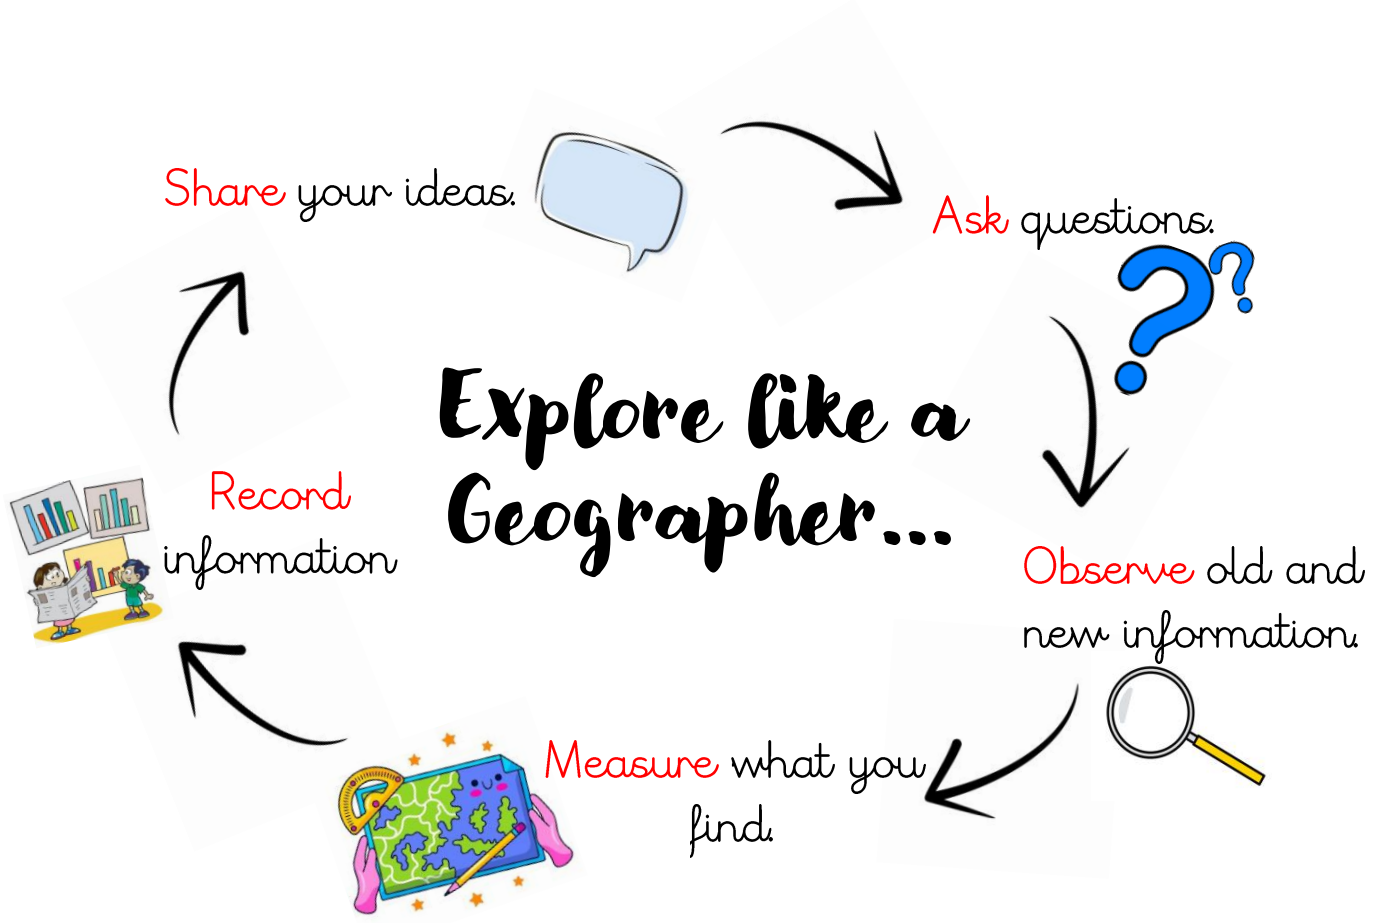 Share your ideas.
Ask questions.
Explore like a
Geographer...
Record
information
Observe old and
new information.
Measure what you
find.